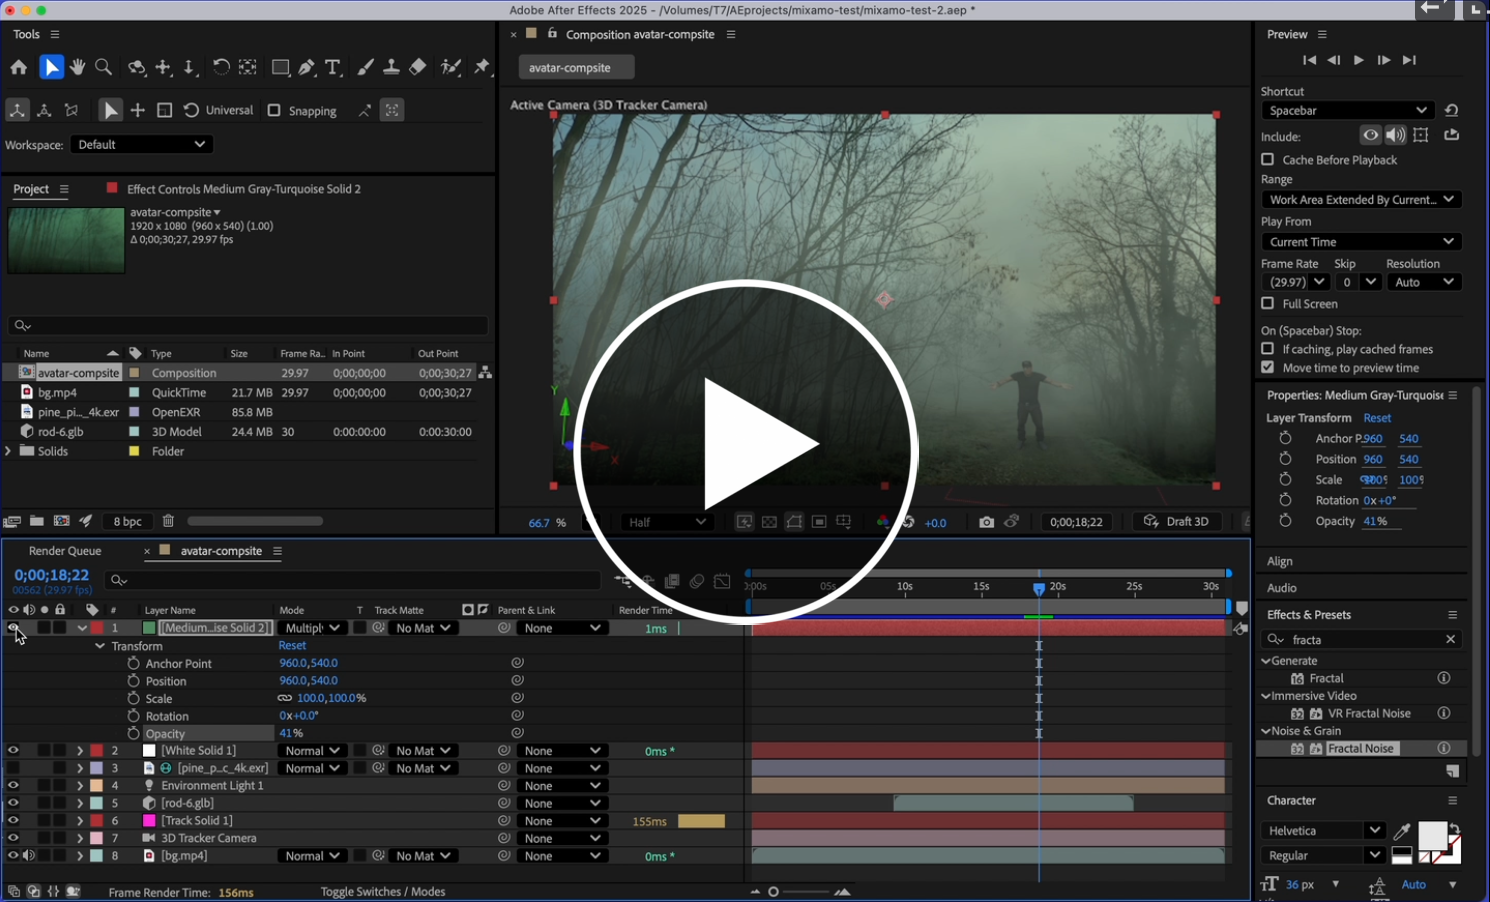 Adobe After Effects 2025 - /Volumes/T7/AEprojects/mixamo-test/mixamo-test-2.aep *
Tools
Universal
Snapping
Workspace: Default
Project
Effect Controls Medium Gray-Turquoise Solid 2
avatar-compsite
1920 x 1080 (960 x 540) (1.00)
Δ 0;00;30;27, 29.97 fps
Name Type Size Frame Ra... In Point Out Point
avatar-compsite Composition 29.97 0;00;00;00 0;00;30;27
bg.mp4 QuickTime 21.7 MB 29.97 0;00;00;00 0;00;30;27
pine_pi..._4k.exr OpenEXR 85.8 MB
rod-6.glb 3D Model 24.4 MB 30 0:00:00:00 0:00:30:00
Solids Folder
8 bpc
Composition avatar-compsite
avatar-compsite
Active Camera (3D Tracker Camera)
Y
X
66.7 %
Half
+0.0
0;00;18;22
Draft 3D
Preview
Shortcut
Spacebar
Include:
Cache Before Playback
Range
Work Area Extended By Current...
Play From
Current Time
Frame Rate Skip Resolution
(29.97) 0 Auto
Full Screen
On (Spacebar) Stop:
If caching, play cached frames
Move time to preview time
Properties: Medium Gray-Turquoise
Layer Transform Reset
Anchor P 960 540
Position 960 540
Scale 100%
Rotation 0x+0°
Opacity 41%
Align
Audio
Effects & Presets
fracta
Generate
Fractal
Immersive Video
VR Fractal Noise
Noise & Grain
Fractal Noise
Character
Helvetica
Regular
36 px Auto
Render Queue
avatar-compsite
0;00;18;22
00562 (29.97 fps)
# Layer Name Mode T Track Matte Parent & Link Render Time
05s 10s 15s 20s 25s 30s
1 [Medium...ise Solid 2] Multipl No Mat None 1ms
Transform Reset
Anchor Point 960.0,540.0
Position 960.0,540.0
Scale 100.0,100.0%
Rotation 0x+0.0°
Opacity 41%
2 [White Solid 1] Normal No Mat None 0ms *
3 [pine_p...c_4k.exr] Normal No Mat None
4 Environment Light 1 None
5 [rod-6.glb] None
6 [Track Solid 1] None 155ms
7 3D Tracker Camera None
8 [bg.mp4] Normal No Mat None 0ms *
Frame Render Time: 156ms
Toggle Switches / Modes